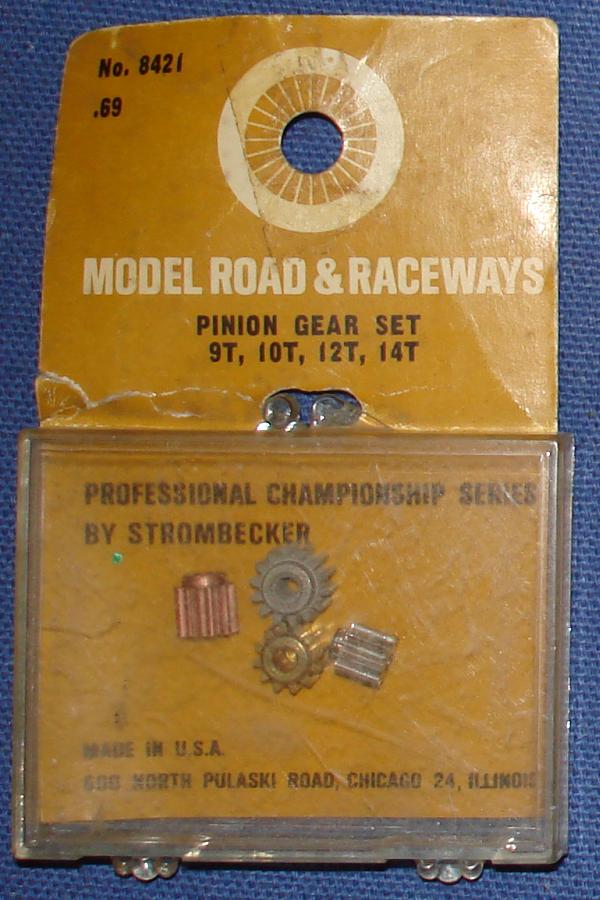 No. 8421
.69
MODEL ROAD & RACEWAYS
PINION GEAR SET
9T, 10T, 12T, 14T
PROFESSIONAL CHAMPIONSHIP SERIES
BY STROMBECKER
MADE IN U.S.A.
600 NORTH PULASKI ROAD, CHICAGO 24, ILLINOIS